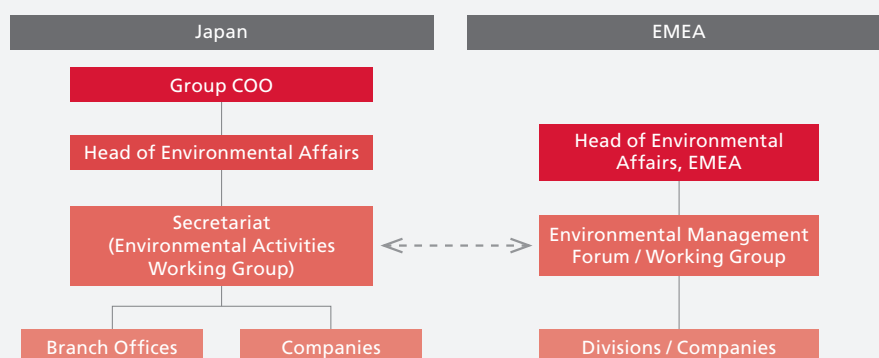 Japan
EMEA
Group COO
Head of Environmental Affairs
Secretariat
(Environmental Activities
Working Group)
Branch Offices
Companies
Head of Environmental
Affairs, EMEA
Environmental Management
Forum / Working Group
Divisions / Companies